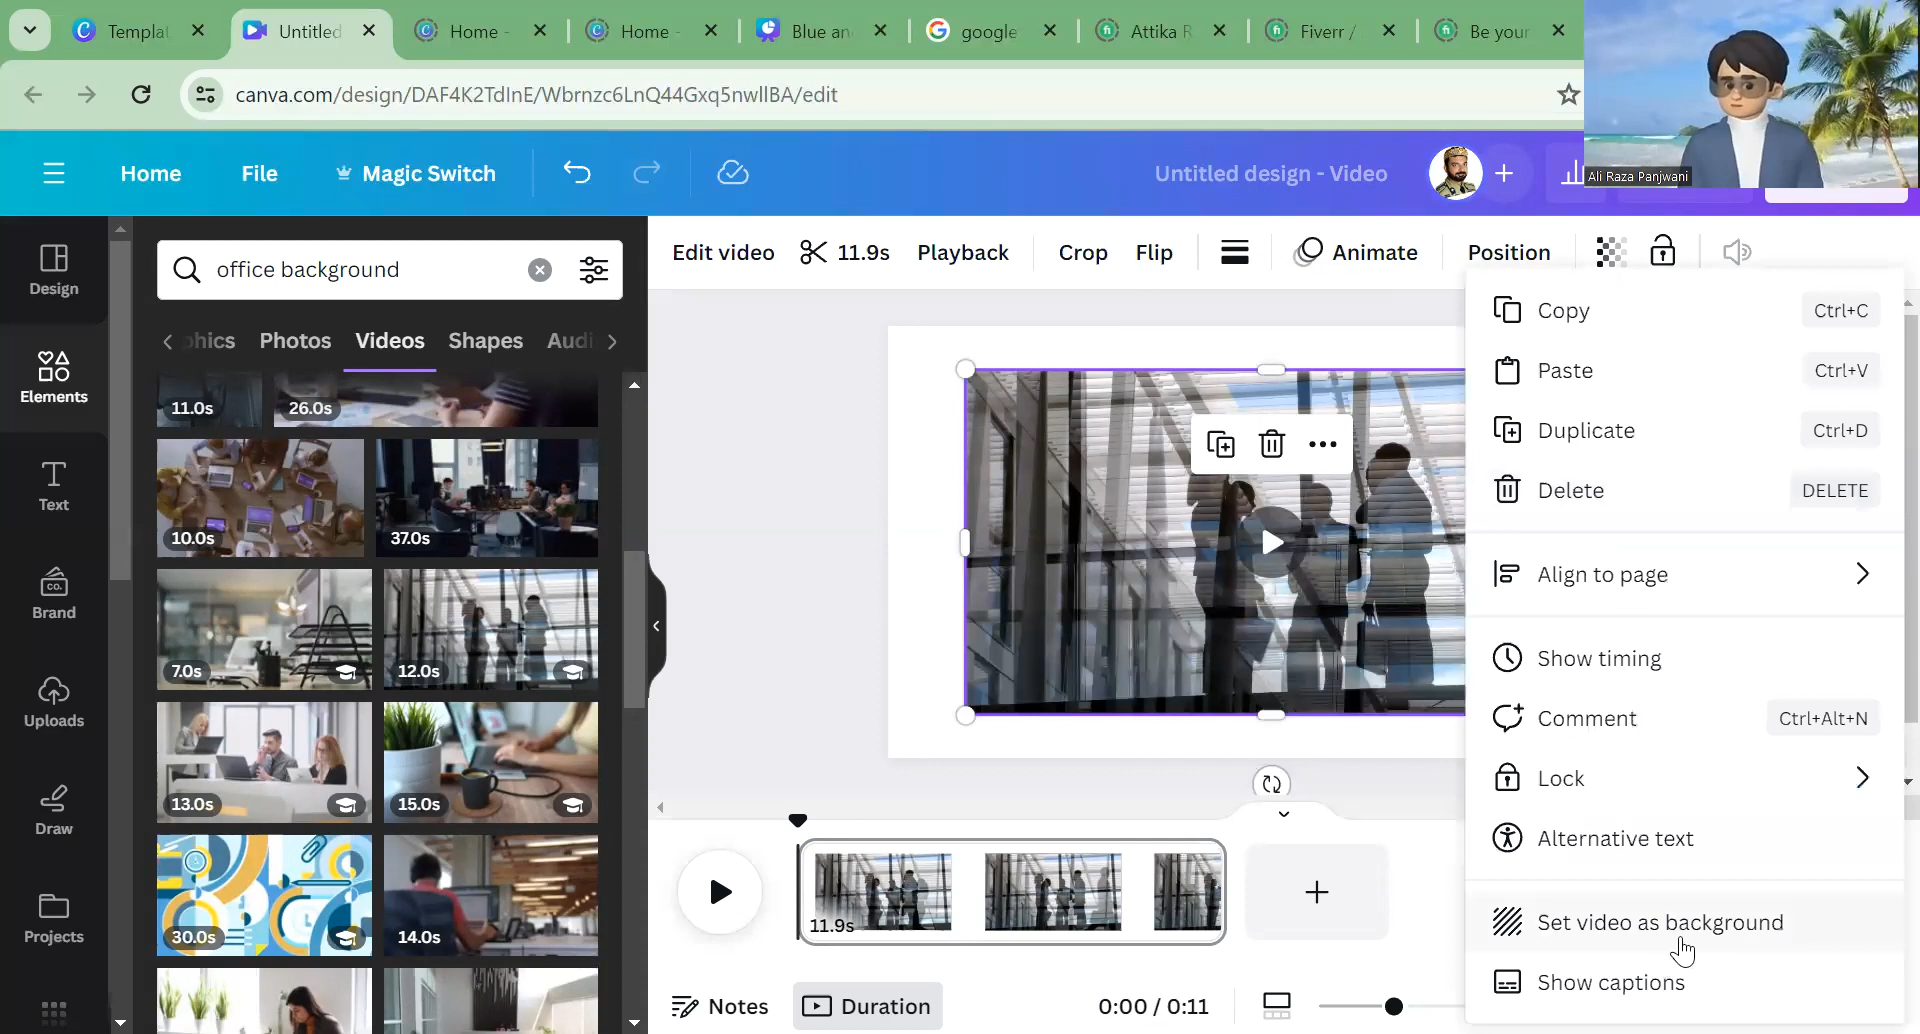 Templat
Untitled
Home -
Home -
Blue an
google
Attika R
Fiverr /
Be your
canva.com/design/DAF4K2TdInE/Wbrnzc6LnQ44Gxq5nwllBA/edit
Ali Raza Panjwani
Home
File
Magic Switch
Untitled design - Video
Design
Elements
Text
Brand
Uploads
Draw
Projects
office background
phics
Photos
Videos
Shapes
Audi
11.0s
26.0s
10.0s
37.0s
7.0s
12.0s
13.0s
15.0s
30.0s
14.0s
Edit video
11.9s
Playback
Crop
Flip
Animate
Position
Copy
Ctrl+C
Paste
Ctrl+V
Duplicate
Ctrl+D
Delete
DELETE
Align to page
Show timing
Comment
Ctrl+Alt+N
Lock
Alternative text
Set video as background
Show captions
11.9s
Notes
Duration
0:00 / 0:11